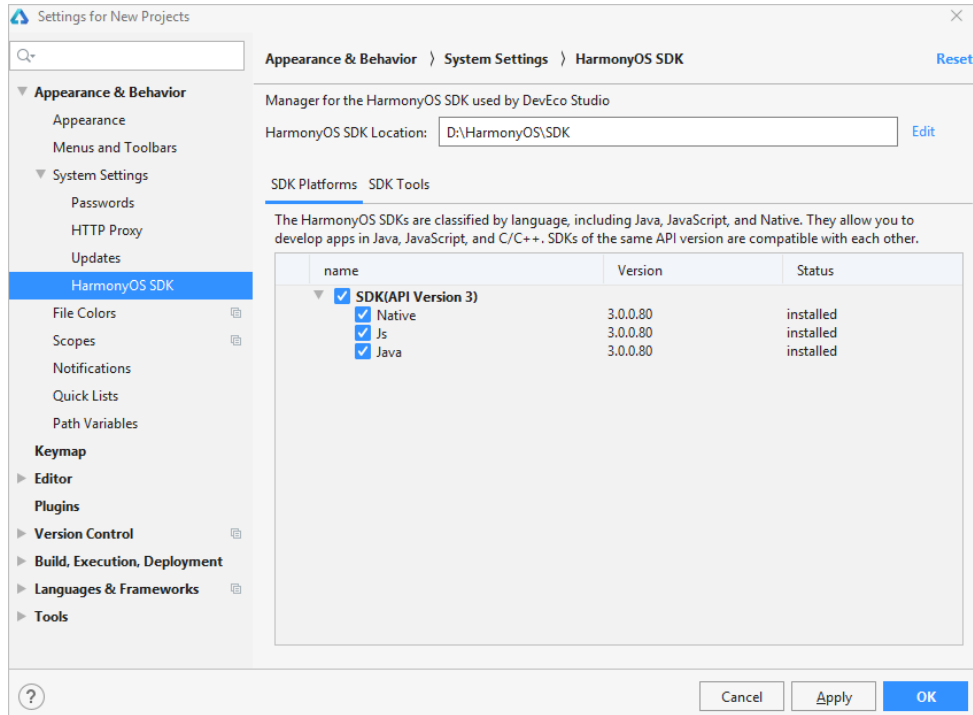 Settings for New Projects
Appearance & Behavior
Appearance
Menus and Toolbars
System Settings
Passwords
HTTP Proxy
Updates
HarmonyOS SDK
File Colors
Scopes
Notifications
Quick Lists
Path Variables
Keymap
Editor
Plugins
Version Control
Build, Execution, Deployment
Languages & Frameworks
Tools
Appearance & Behavior 〉 System Settings 〉 HarmonyOS SDK Reset
Manager for the HarmonyOS SDK used by DevEco Studio
HarmonyOS SDK Location: D:\HarmonyOS\SDK Edit
SDK Platforms SDK Tools
The HarmonyOS SDKs are classified by language, including Java, JavaScript, and Native. They allow you to
develop apps in Java, JavaScript, and C/C++. SDKs of the same API version are compatible with each other.
name Version Status
SDK(API Version 3)
Native 3.0.0.80 installed
Js 3.0.0.80 installed
Java 3.0.0.80 installed
? Cancel Apply OK